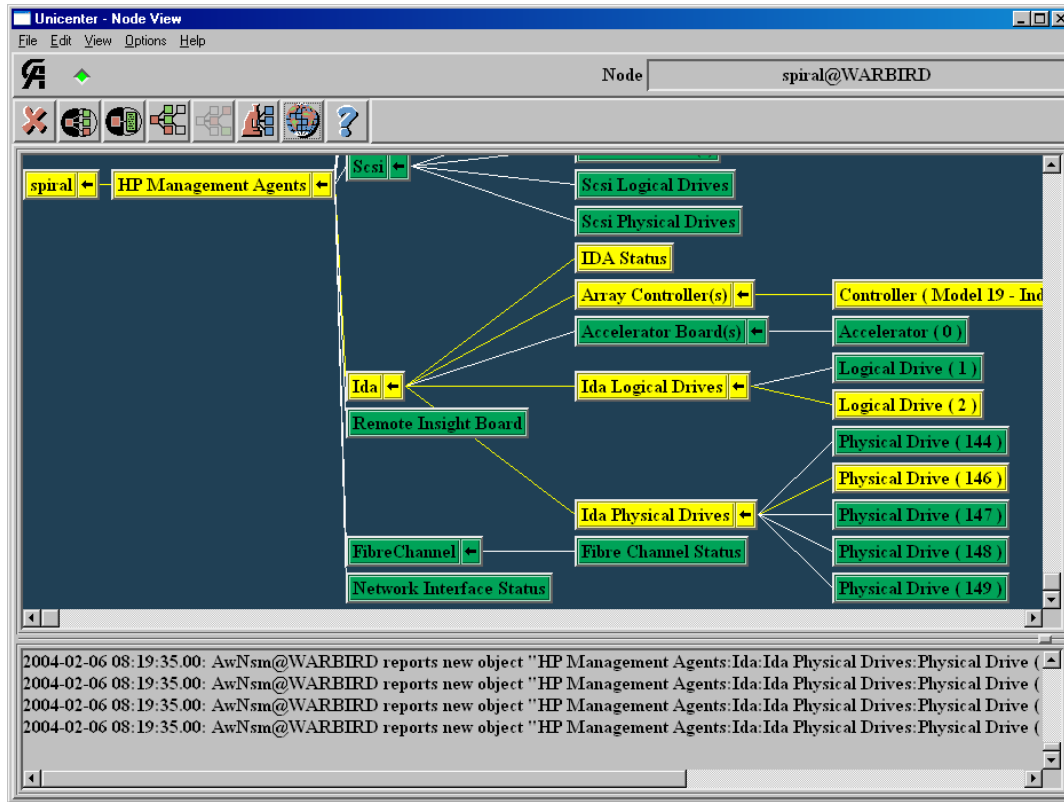 Unicenter - Node View
File Edit View Options Help
Node spiral@WARBIRD
Scsi
spiral
HP Management Agents
Scsi Logical Drives
Scsi Physical Drives
IDA Status
Array Controller(s)
Controller ( Model 19 - Ind
Accelerator Board(s)
Accelerator ( 0 )
Logical Drive ( 1 )
Ida
Ida Logical Drives
Logical Drive ( 2 )
Remote Insight Board
Physical Drive ( 144 )
Physical Drive ( 146 )
Ida Physical Drives
Physical Drive ( 147 )
FibreChannel
Fibre Channel Status
Physical Drive ( 148 )
Network Interface Status
Physical Drive ( 149 )
2004-02-06 08:19:35.00: AwNsm@WARBIRD reports new object "HP Management Agents:Ida:Ida Physical Drives:Physical Drive (
2004-02-06 08:19:35.00: AwNsm@WARBIRD reports new object "HP Management Agents:Ida:Ida Physical Drives:Physical Drive (
2004-02-06 08:19:35.00: AwNsm@WARBIRD reports new object "HP Management Agents:Ida:Ida Physical Drives:Physical Drive (
2004-02-06 08:19:35.00: AwNsm@WARBIRD reports new object "HP Management Agents:Ida:Ida Physical Drives:Physical Drive (